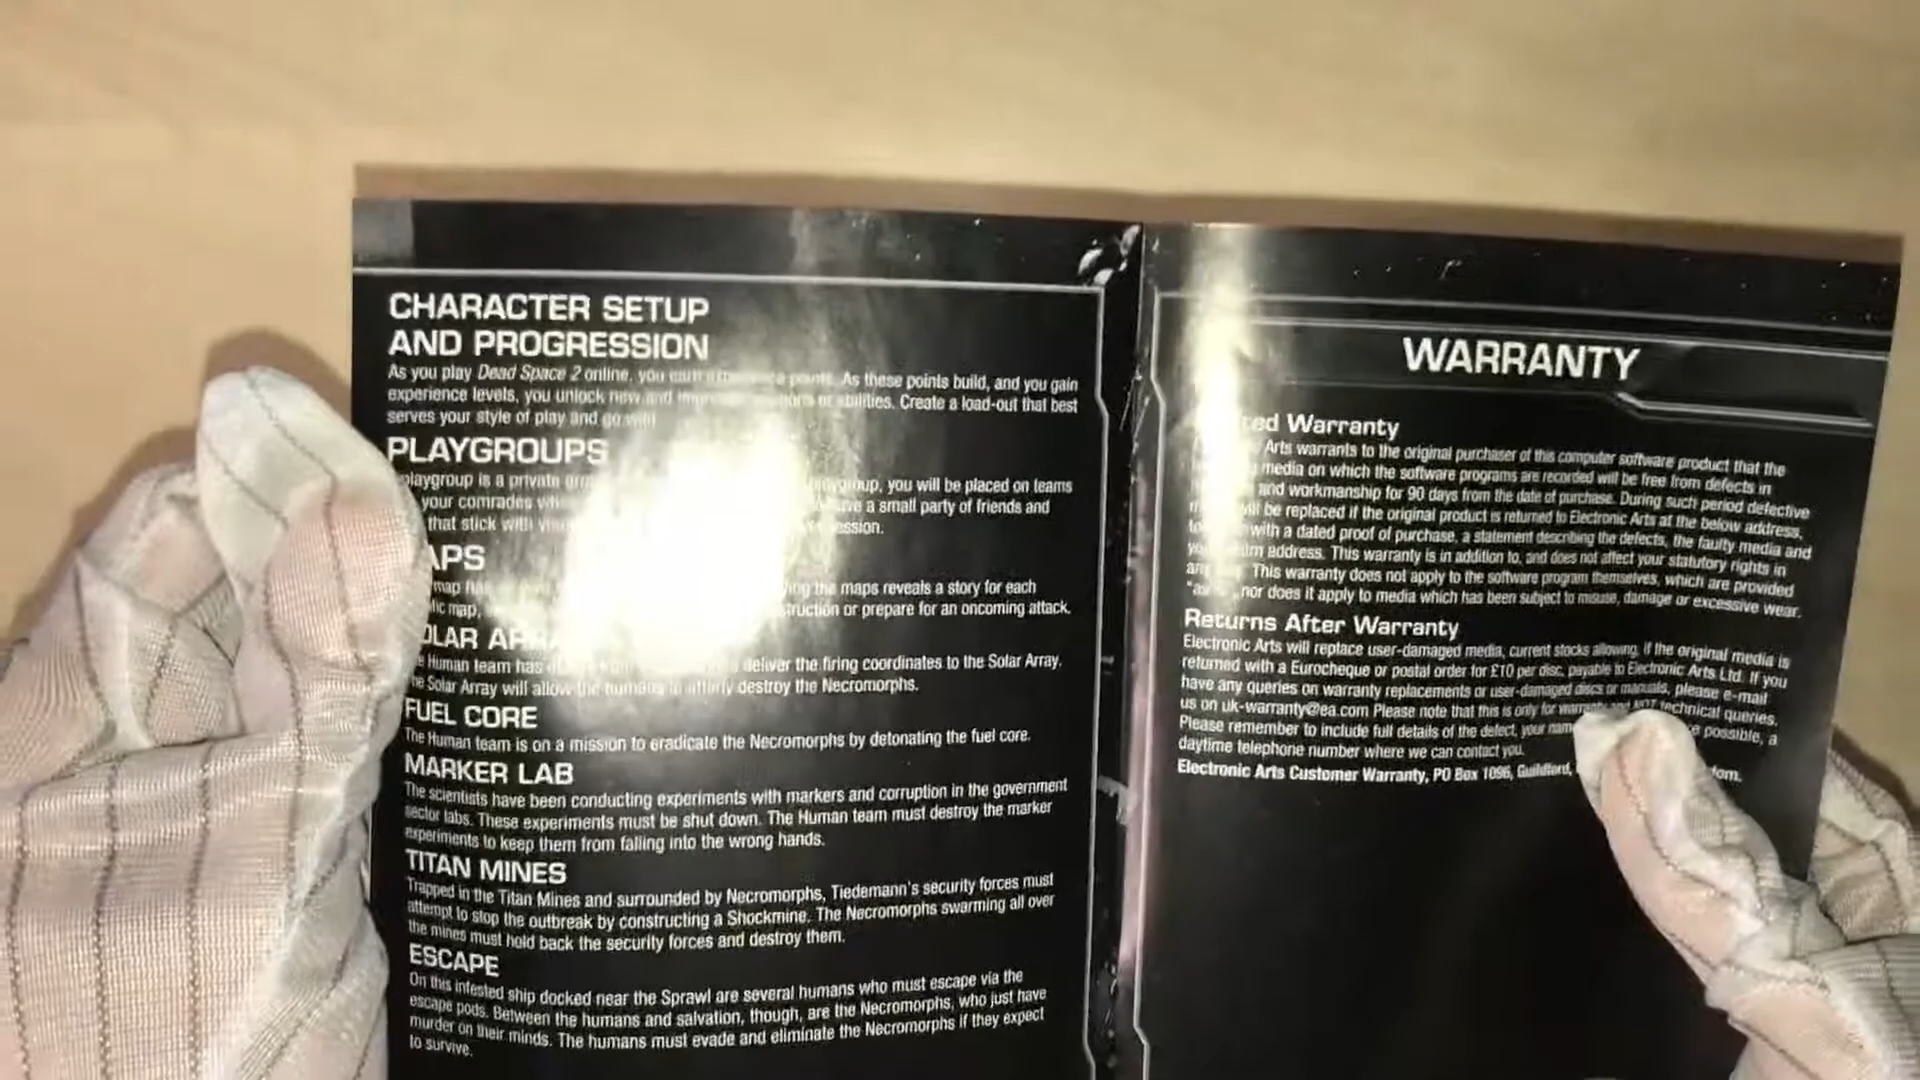 CHARACTER SETUP
AND PROGRESSION
As you play Dead Space 2 online, you earn points. As these points build, and you gain
experience levels, you unlock new and or abilities. Create a load-out that best
serves your style of play and go
PLAYGROUPS
playgroup is a private you will be placed on teams
your comrades a small party of friends and
that stick with
map the maps reveals a story for each
map, or prepare for an oncoming attack.
Human team has deliver the firing coordinates to the Solar Array.
Solar Array will allow the humans to utterly destroy the Necromorphs.
FUEL CORE
The Human team is on a mission to eradicate the Necromorphs by detonating the fuel core.
MARKER LAB
The scientists have been conducting experiments with markers and corruption in the government
sector labs. These experiments must be shut down. The Human team must destroy the marker
experiments to keep them from falling into the wrong hands.
TITAN MINES
Trapped in the Titan Mines and surrounded by Necromorphs, Tiedemann's security forces must
attempt to stop the outbreak by constructing a Shockmine. The Necromorphs swarming all over
the mines must hold back the security forces and destroy them.
ESCAPE
On this infested ship docked near the Sprawl are several humans who must escape via the
escape pods. Between the humans and salvation, though, are the Necromorphs, who just have
murder on their minds. The humans must evade and eliminate the Necromorphs if they expect
to survive.
WARRANTY
Warranty
Arts warrants to the original purchaser of this computer software product that the
media on which the software programs are recorded will be free from defects in
and workmanship for 90 days from the date of purchase. During such period defective
will be replaced if the original product is returned to Electronic Arts at the below address,
with a dated proof of purchase, a statement describing the defects, the faulty media and
address. This warranty is in addition to, and does not affect your statutory rights in
This warranty does not apply to the software program themselves, which are provided
nor does it apply to media which has been subject to misuse, damage or excessive wear.
Returns After Warranty
Electronic Arts will replace user-damaged media, current stocks allowing, if the original media is
returned with a Eurocheque or postal order for £10 per disc, payable to Electronic Arts Ltd. If you
have any queries on warranty replacements or user-damaged discs or manuals, please e-mail
us on uk-warranty@ea.com Please note that this is only for warranty and NOT technical queries.
Please remember to include full details of the defect, your possible, a
daytime telephone number where we can contact you.
Electronic Arts Customer Warranty, PO Box 1096, Guildford,